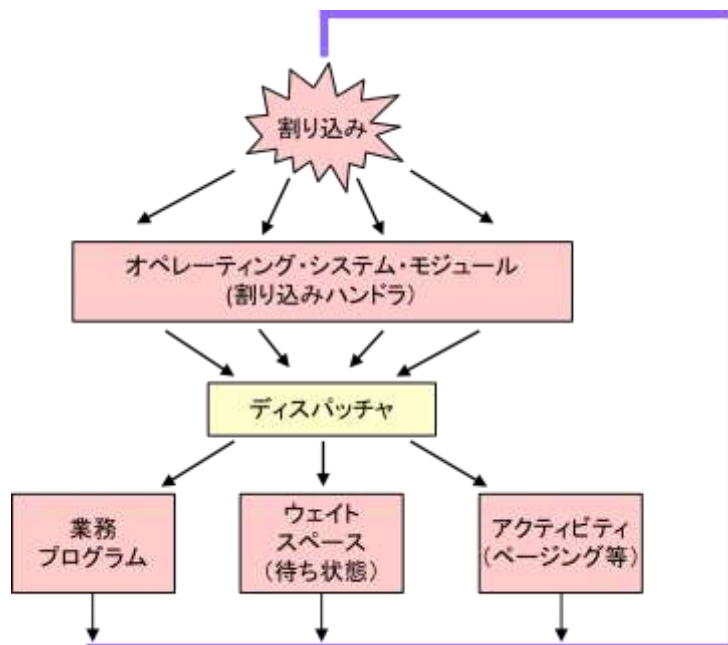 割り込み
オペレーティング・システム・モジュール
(割り込みハンドラ)
ディスパッチャ
業務
プログラム
ウェイト
スペース
(待ち状態)
アクティビティ
(ページング等)